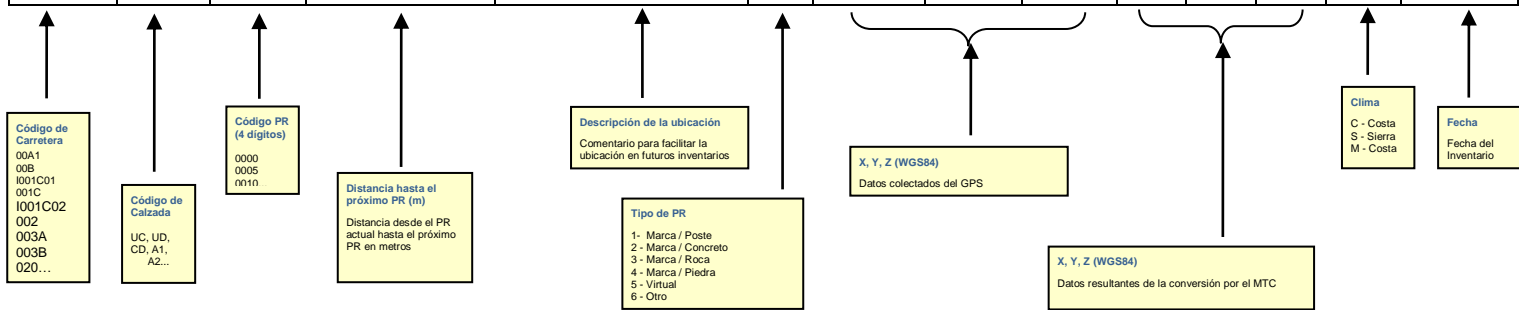 Código de
Carretera
00A1
00B
I001C01
001C
I001C02
002
003A
003B
020…
Código de
Calzada
UC, UD,
CD, A1,
A2...
Código PR
(4 dígitos)
0000
0005
0010...
Distancia hasta el
próximo PR (m)
Distancia desde el PR
actual hasta el próximo
PR en metros
Descripción de la ubicación
Comentario para facilitar la
ubicación en futuros inventarios
Tipo de PR
1- Marca / Poste
2 - Marca / Concreto
3 - Marca / Roca
4 - Marca / Piedra
5 - Virtual
6 - Otro
X, Y, Z (WGS84)
Datos colectados del GPS
X, Y, Z (WGS84)
Datos resultantes de la conversión por el MTC
Clima
C - Costa
S - Sierra
M - Costa
Fecha
Fecha del
Inventario